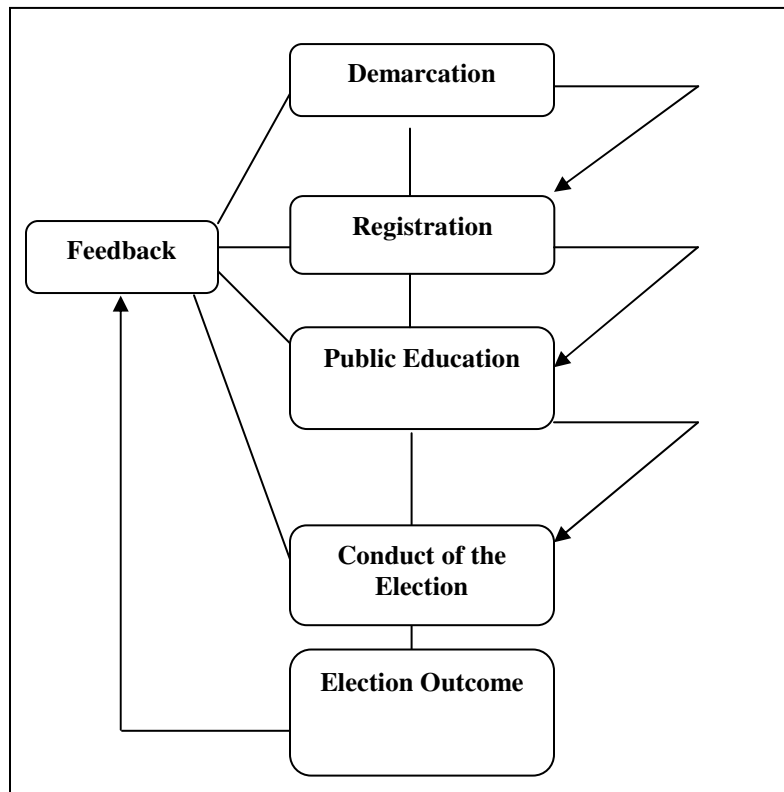 Demarcation
Registration
Feedback
Public Education
Conduct of the
Election
Election Outcome